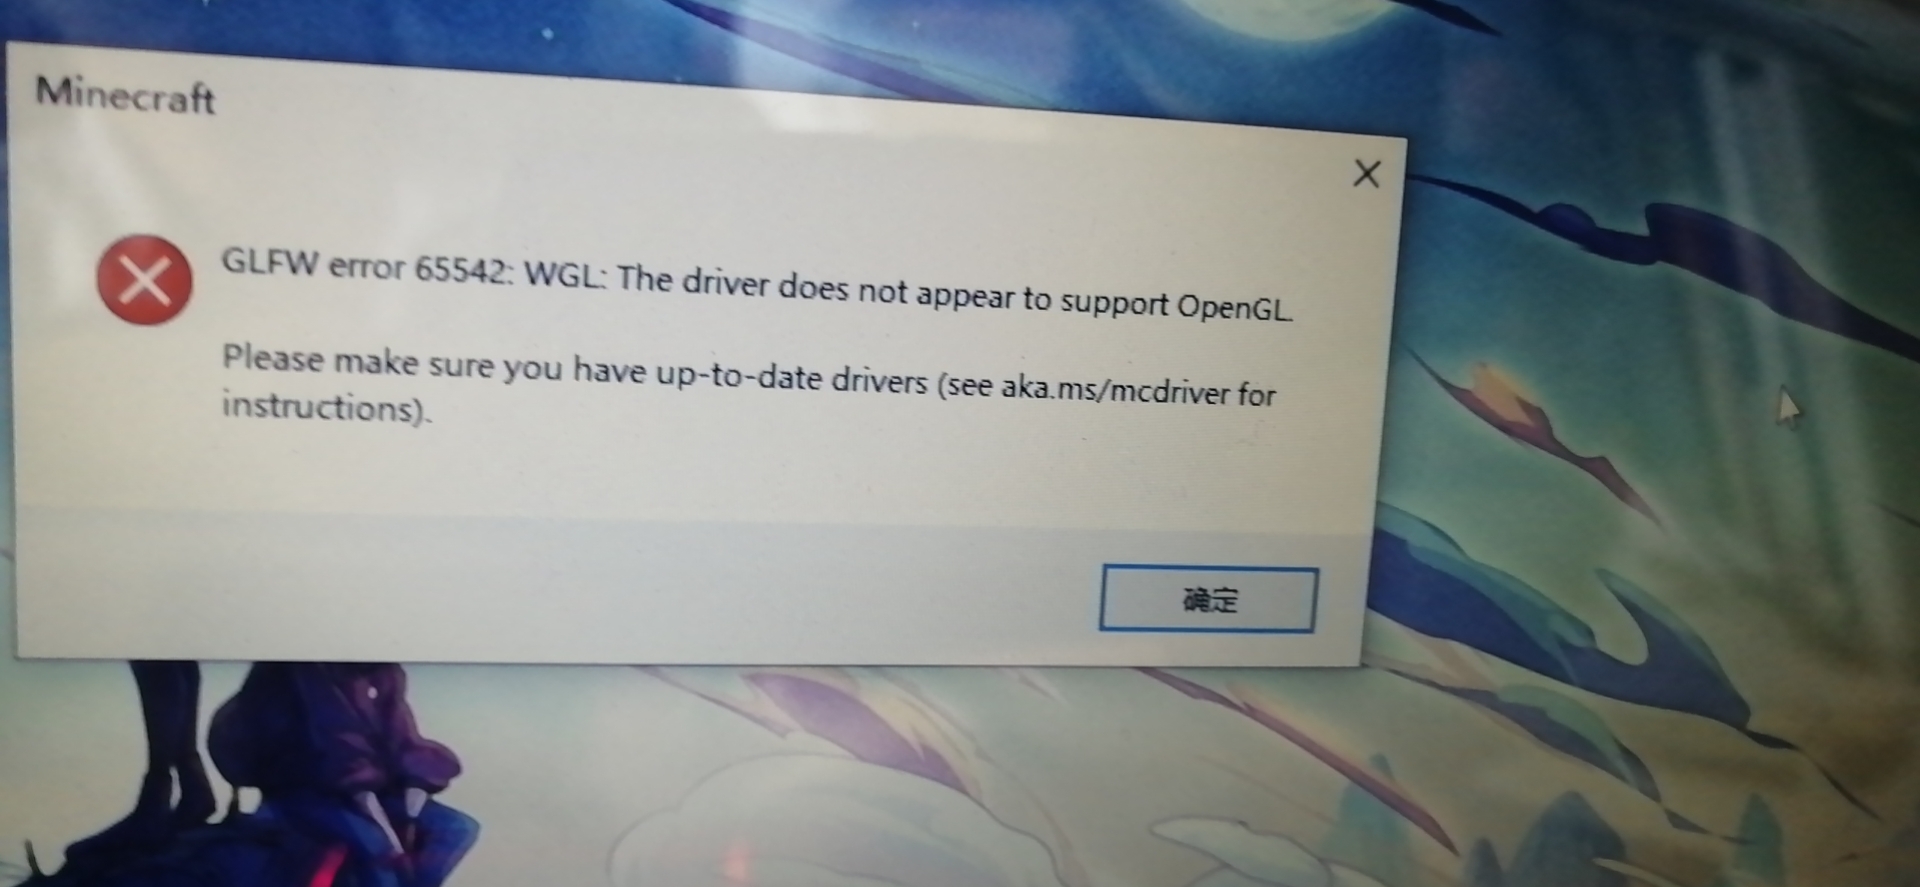 Minecraft
GLFW error 65542: WGL: The driver does not appear to support OpenGL.
Please make sure you have up-to-date drivers (see aka.ms/mcdriver for
instructions).
确定